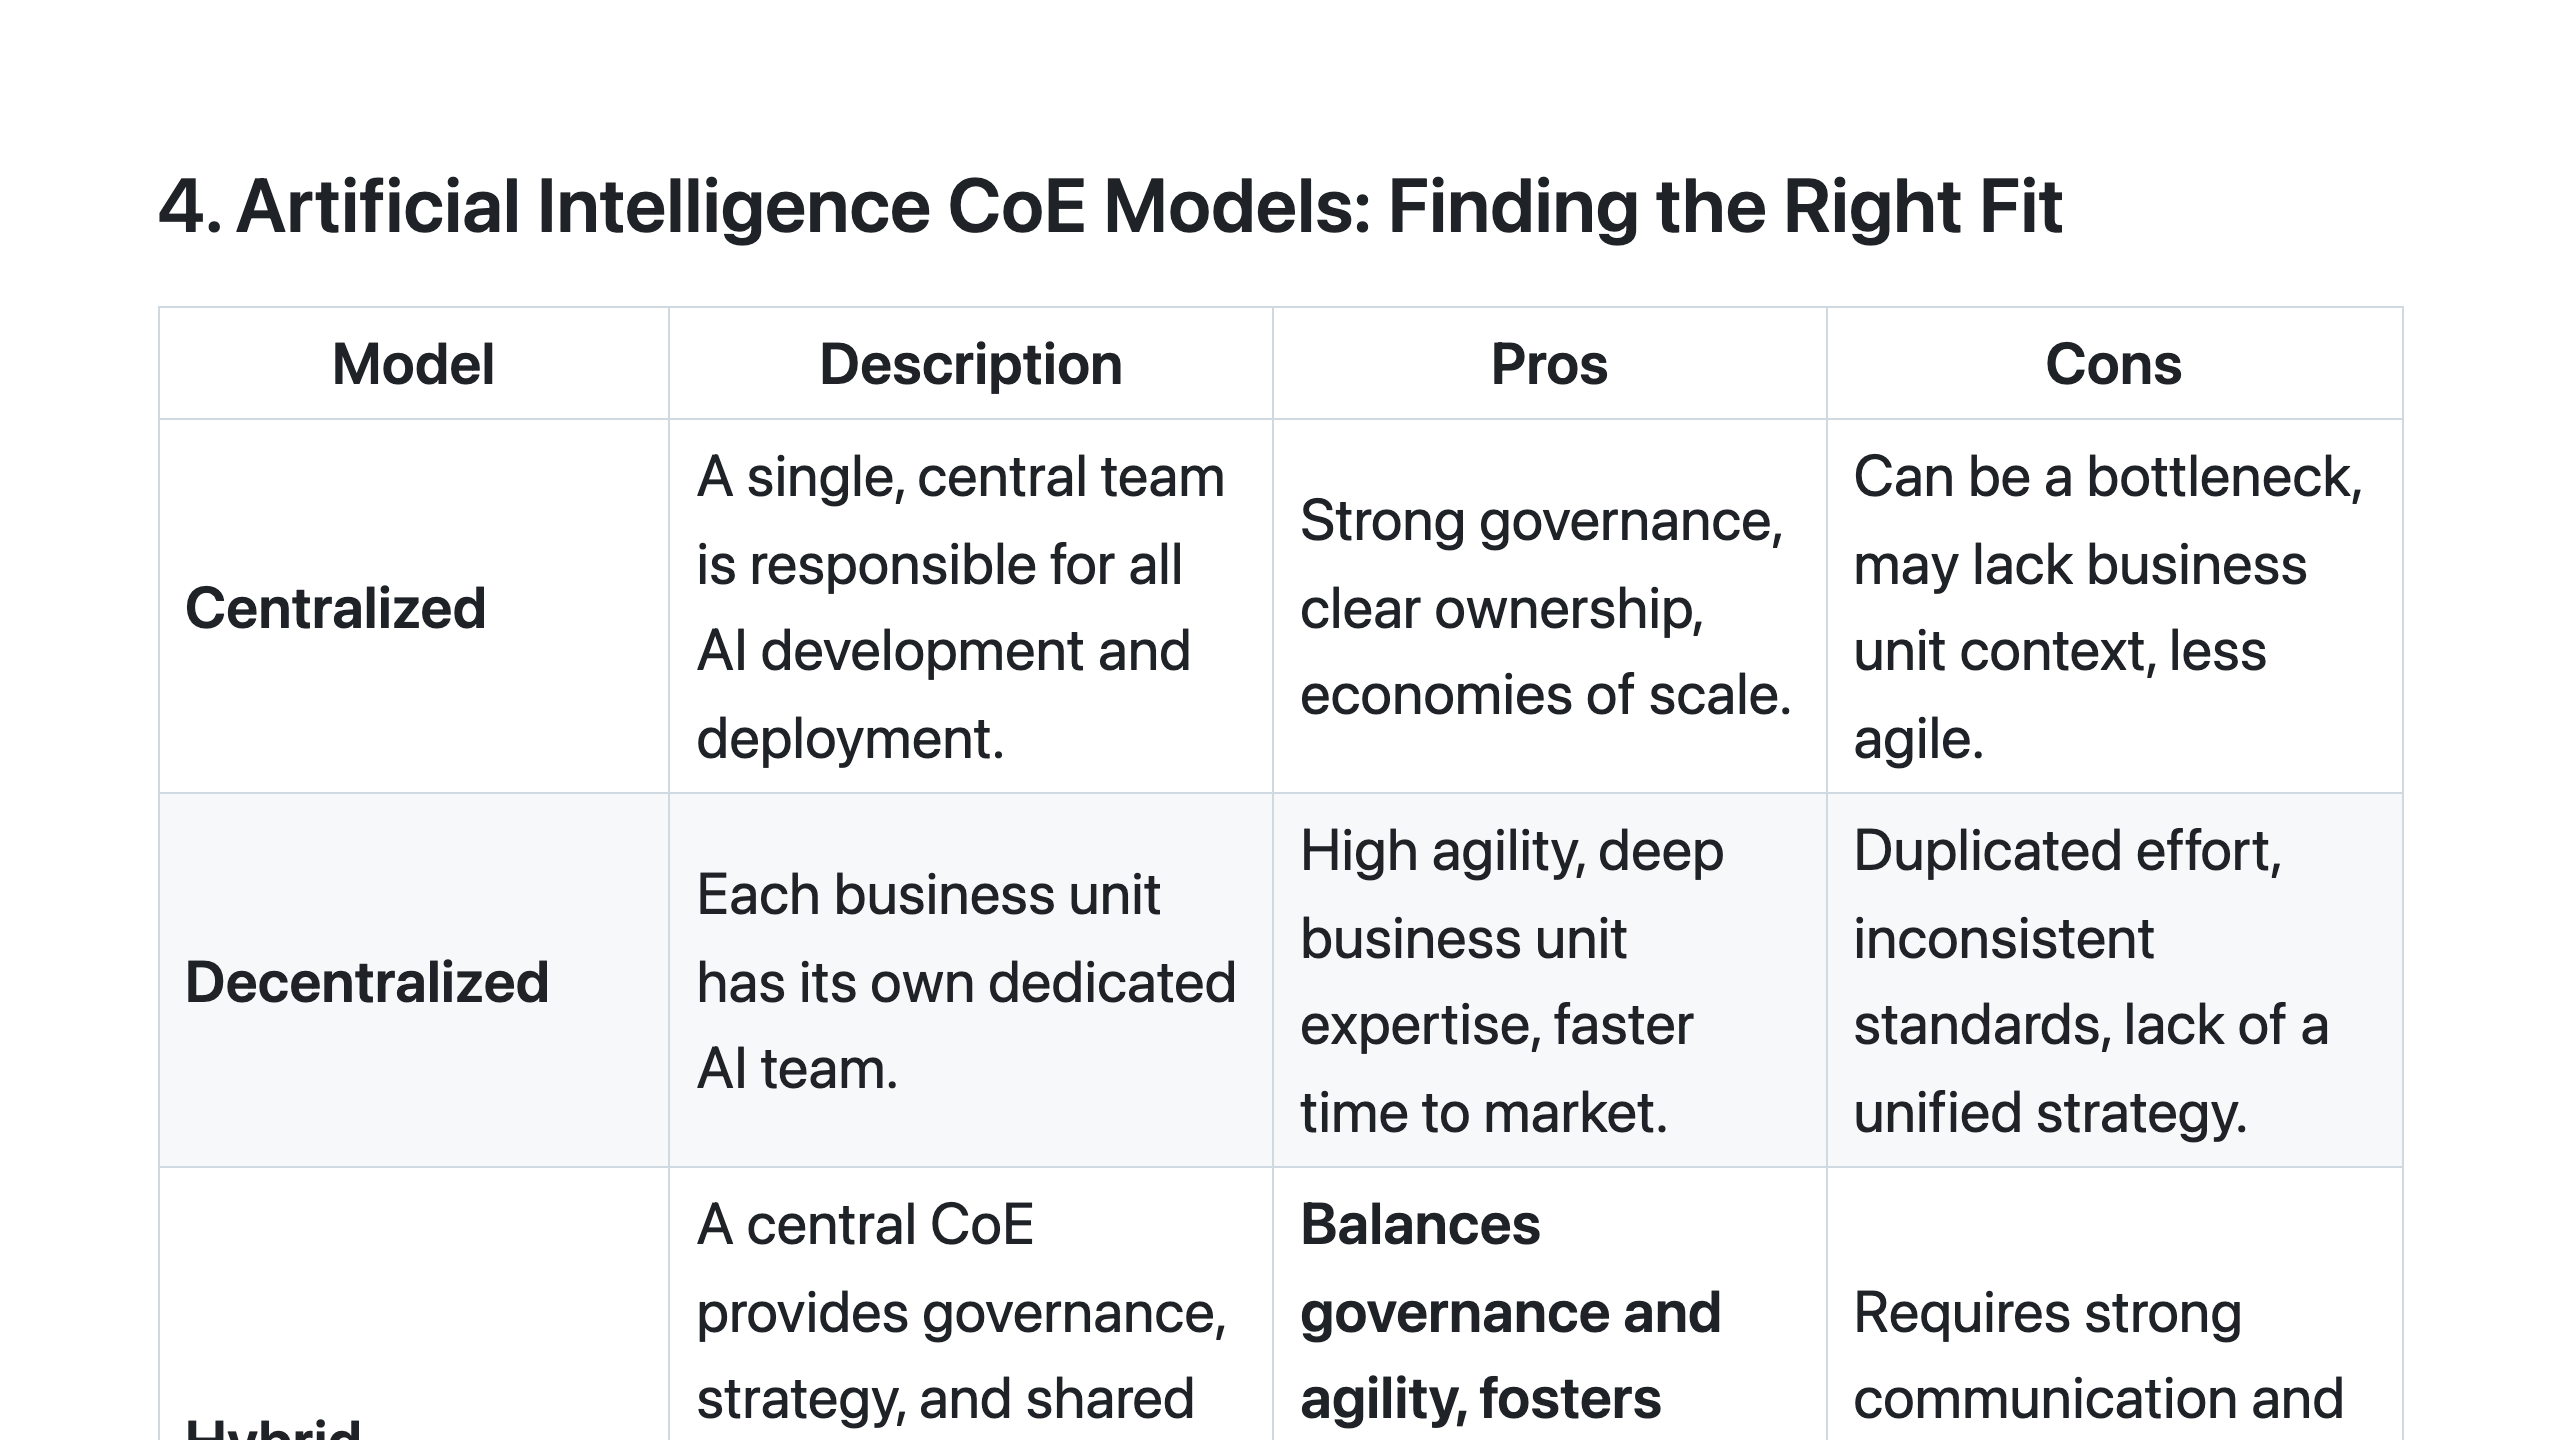 4. Artificial Intelligence CoE Models: Finding the Right Fit
Model
Description
Pros
Cons
Centralized
A single, central team
is responsible for all
AI development and
deployment.
Strong governance,
clear ownership,
economies of scale.
Can be a bottleneck,
may lack business
unit context, less
agile.
Decentralized
Each business unit
has its own dedicated
AI team.
High agility, deep
business unit
expertise, faster
time to market.
Duplicated effort,
inconsistent
standards, lack of a
unified strategy.
Hybrid
A central CoE
provides governance,
strategy, and shared
Balances
governance and
agility, fosters
Requires strong
communication and